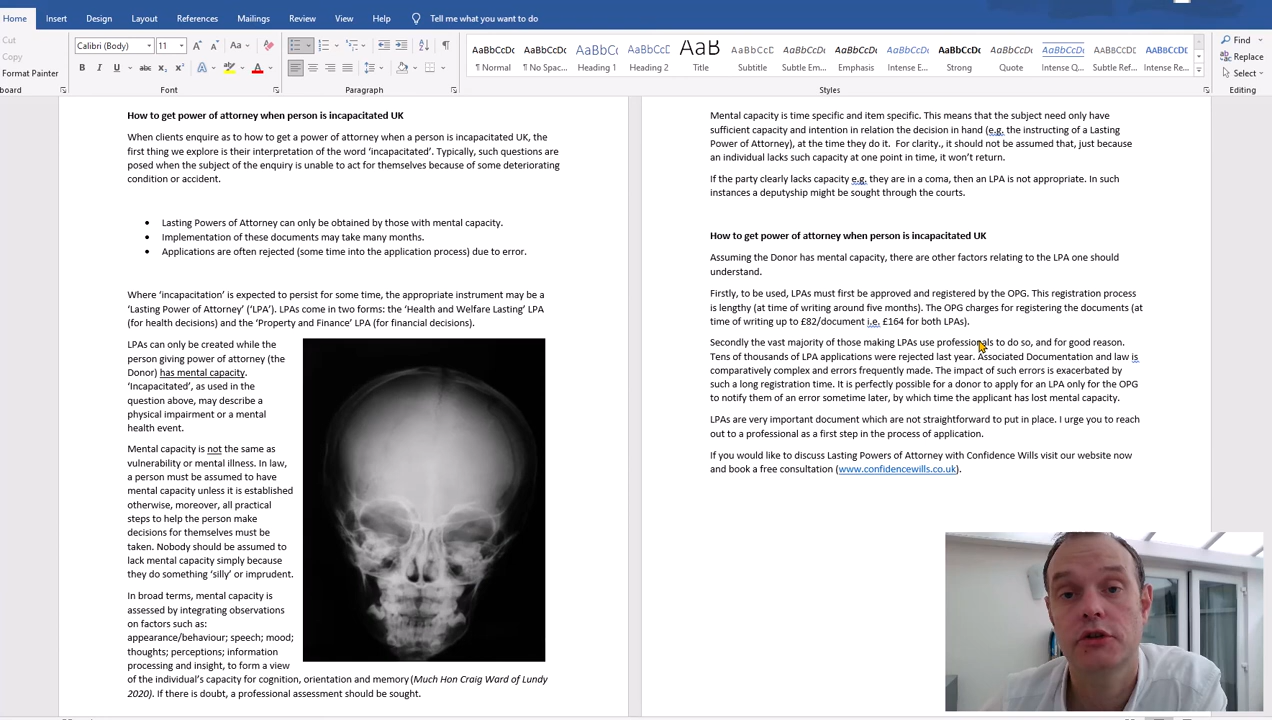 Home Insert Design Layout References Mailings Review View Help Tell me what you want to do
Cut
Copy
Format Painter
Calibri (Body) 11
board Font Paragraph Styles Editing
AaBbCcDc AaBbCcDc AaBbCc AaBbCcD AaB AaBbCcD AaBbCcDc AaBbCcDc AaBbCcDc AaBbCcDc AaBbCcDc AaBbCcDc AaBbCcDc AaBbCcDc
¶ Normal ¶ No Spac... Heading 1 Heading 2 Title Subtitle Subtle Em... Emphasis Intense E... Strong Quote Intense Q... Subtle Ref... Intense Re...
Find
Replace
Select
How to get power of attorney when person is incapacitated UK
When clients enquire as to how to get a power of attorney when a person is incapacitated UK, the
first thing we explore is their interpretation of the word ‘incapacitated’. Typically, such questions are
posed when the subject of the enquiry is unable to act for themselves because of some deteriorating
condition or accident.
• Lasting Powers of Attorney can only be obtained by those with mental capacity.
• Implementation of these documents may take many months.
• Applications are often rejected (some time into the application process) due to error.
Where ‘incapacitation’ is expected to persist for some time, the appropriate instrument may be a
‘Lasting Power of Attorney’ (‘LPA’). LPAs come in two forms: the ‘Health and Welfare Lasting’ LPA
(for health decisions) and the ‘Property and Finance’ LPA (for financial decisions).
LPAs can only be created while the
person giving power of attorney (the
Donor) has mental capacity.
‘Incapacitated’, as used in the
question above, may describe a
physical impairment or a mental
health event.
Mental capacity is not the same as
vulnerability or mental illness. In law,
a person must be assumed to have
mental capacity unless it is established
otherwise, moreover, all practical
steps to help the person make
decisions for themselves must be
taken. Nobody should be assumed to
lack mental capacity simply because
they do something ‘silly’ or imprudent.
In broad terms, mental capacity is
assessed by integrating observations
on factors such as:
appearance/behaviour; speech; mood;
thoughts; perceptions; information
processing and insight, to form a view
of the individual’s capacity for cognition, orientation and memory (Much Hon Craig Ward of Lundy
2020). If there is doubt, a professional assessment should be sought.
Mental capacity is time specific and item specific. This means that the subject need only have
sufficient capacity and intention in relation the decision in hand (e.g. the instructing of a Lasting
Power of Attorney), at the time they do it. For clarity., it should not be assumed that, just because
an individual lacks such capacity at one point in time, it won’t return.
If the party clearly lacks capacity e.g. they are in a coma, then an LPA is not appropriate. In such
instances a deputyship might be sought through the courts.
How to get power of attorney when person is incapacitated UK
Assuming the Donor has mental capacity, there are other factors relating to the LPA one should
understand.
Firstly, to be used, LPAs must first be approved and registered by the OPG. This registration process
is lengthy (at time of writing around five months). The OPG charges for registering the documents (at
time of writing up to £82/document i.e. £164 for both LPAs).
Secondly the vast majority of those making LPAs use professionals to do so, and for good reason.
Tens of thousands of LPA applications were rejected last year. Associated Documentation and law is
comparatively complex and errors frequently made. The impact of such errors is exacerbated by
such a long registration time. It is perfectly possible for a donor to apply for an LPA only for the OPG
to notify them of an error sometime later, by which time the applicant has lost mental capacity.
LPAs are very important document which are not straightforward to put in place. I urge you to reach
out to a professional as a first step in the process of application.
If you would like to discuss Lasting Powers of Attorney with Confidence Wills visit our website now
and book a free consultation (www.confidencewills.co.uk).